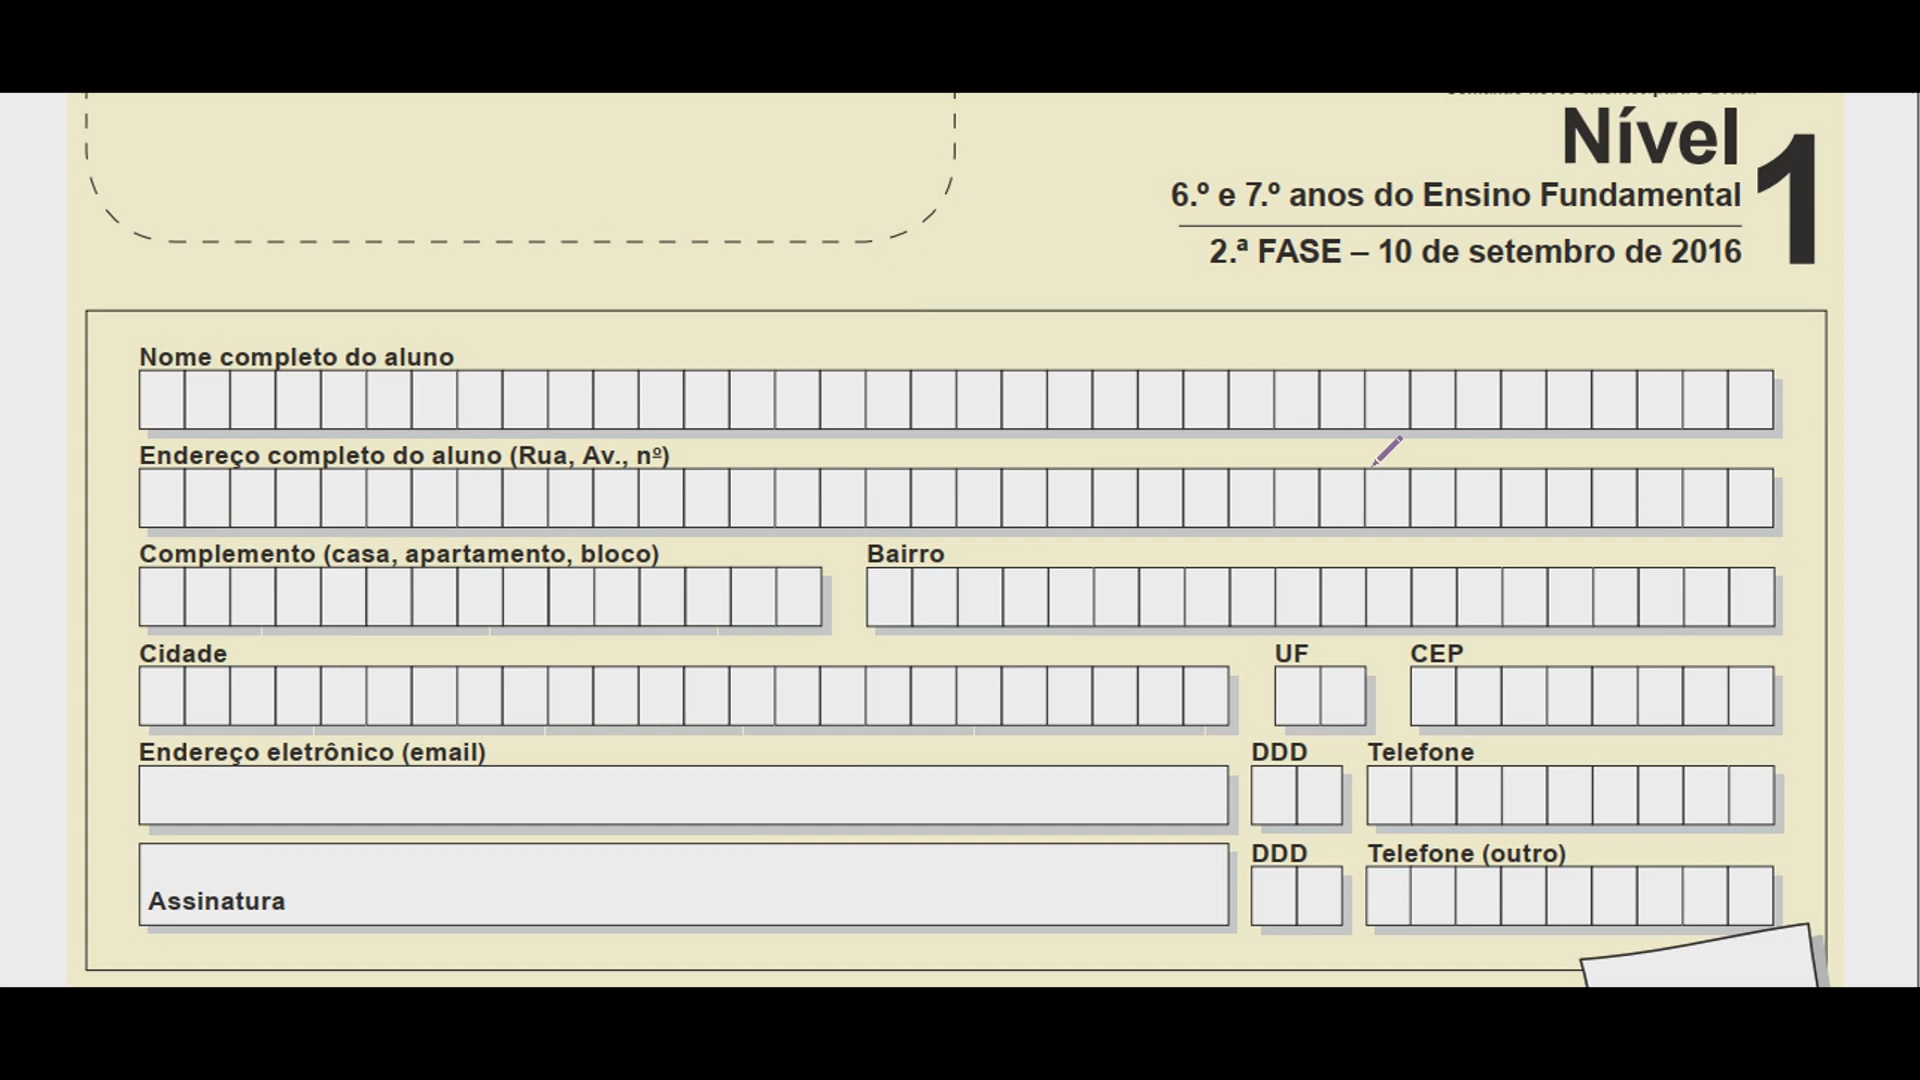 Nível 1
6.º e 7.º anos do Ensino Fundamental
2.ª FASE – 10 de setembro de 2016
Nome completo do aluno
Endereço completo do aluno (Rua, Av., nº)
Complemento (casa, apartamento, bloco) Bairro
Cidade UF CEP
Endereço eletrônico (email) DDD Telefone
DDD Telefone (outro)
Assinatura